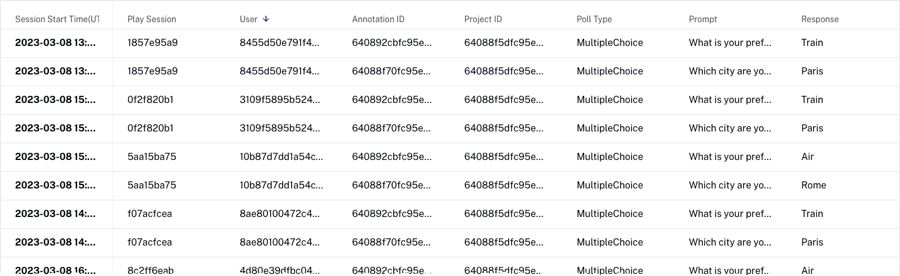 Session Start Time(UT Play Session User ↓ Annotation ID Project ID Poll Type Prompt Response
2023-03-08 13:... 1857e95a9 8455d50e791f4... 640892cbfc95e... 64088f5dfc95e... MultipleChoice What is your pref... Train
2023-03-08 13:... 1857e95a9 8455d50e791f4... 64088f70fc95e... 64088f5dfc95e... MultipleChoice Which city are yo... Paris
2023-03-08 15:... 0f2f820b1 3109f5895b524... 640892cbfc95e... 64088f5dfc95e... MultipleChoice What is your pref... Train
2023-03-08 15:... 0f2f820b1 3109f5895b524... 64088f70fc95e... 64088f5dfc95e... MultipleChoice Which city are yo... Paris
2023-03-08 15:... 5aa15ba75 10b87d7dd1a54c... 640892cbfc95e... 64088f5dfc95e... MultipleChoice What is your pref... Air
2023-03-08 15:... 5aa15ba75 10b87d7dd1a54c... 64088f70fc95e... 64088f5dfc95e... MultipleChoice Which city are yo... Rome
2023-03-08 14:... f07acfcea 8ae80100472c4... 640892cbfc95e... 64088f5dfc95e... MultipleChoice What is your pref... Train
2023-03-08 14:... f07acfcea 8ae80100472c4... 64088f70fc95e... 64088f5dfc95e... MultipleChoice Which city are yo... Paris
2023-03-08 16:... 8c2ff6eab 4d80e39dfbc04... 640892cbfc95e... 64088f5dfc95e... MultipleChoice What is your pref... Air